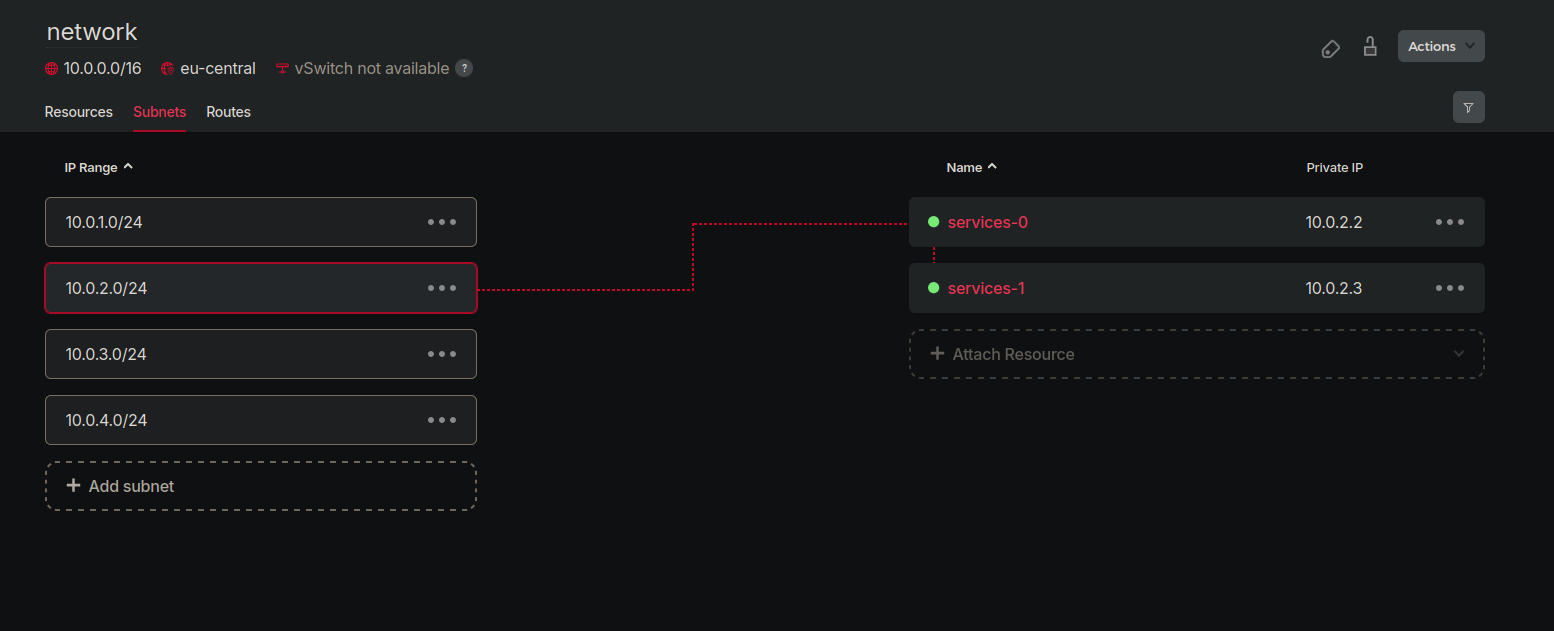 network
10.0.0.0/16 eu-central vSwitch not available ?
Actions
Resources Subnets Routes
IP Range Name Private IP
10.0.1.0/24 services-0 10.0.2.2
10.0.2.0/24 services-1 10.0.2.3
10.0.3.0/24 + Attach Resource
10.0.4.0/24
+ Add subnet